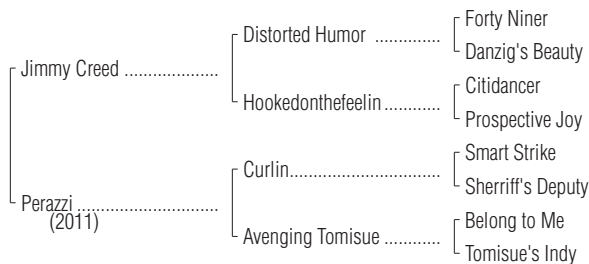 Forty Niner
Distorted Humor ..............
Danzig's Beauty
Jimmy Creed ....................
Citidancer
Hookedonthefeelin ............
Prospective Joy
Smart Strike
Curlin................................
Sherriff's Deputy
Perazzi ..............................
(2011)
Belong to Me
Avenging Tomisue ............
Tomisue's Indy